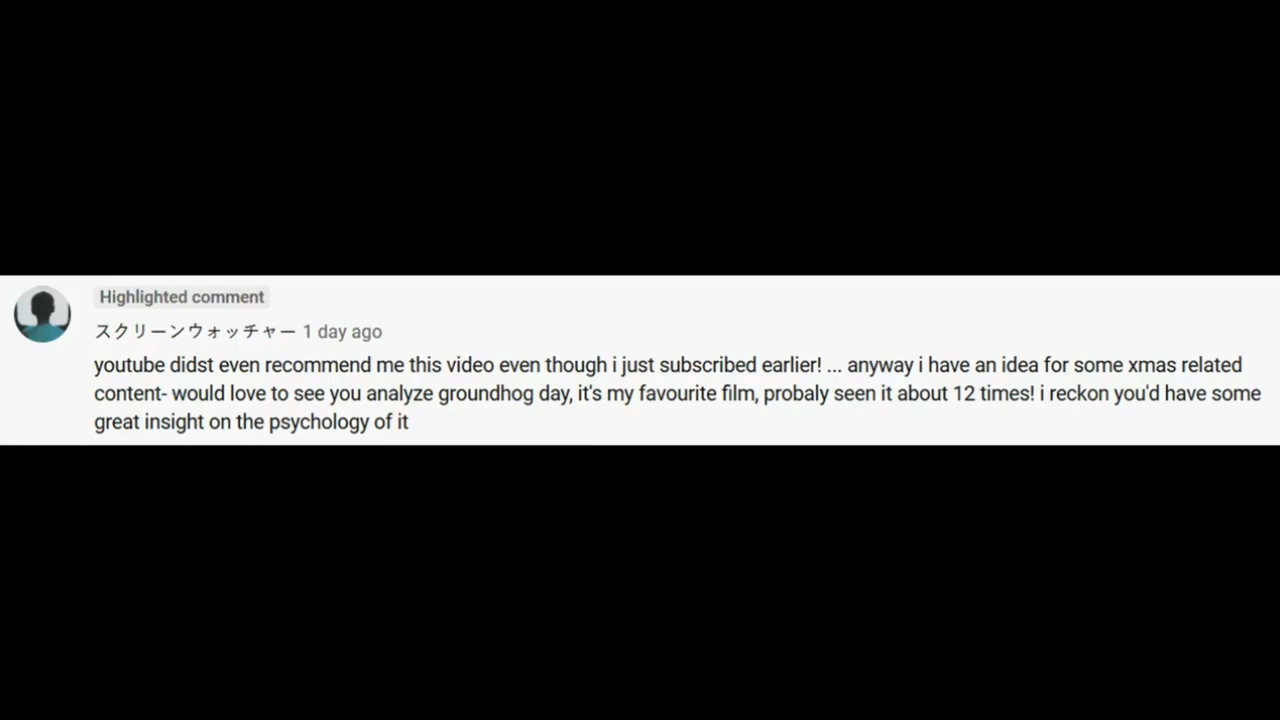 Highlighted comment
スクリーンウォッチャー 1 day ago
youtube didst even recommend me this video even though i just subscribed earlier! ... anyway i have an idea for some xmas related
content- would love to see you analyze groundhog day, it's my favourite film, probaly seen it about 12 times! i reckon you'd have some
great insight on the psychology of it